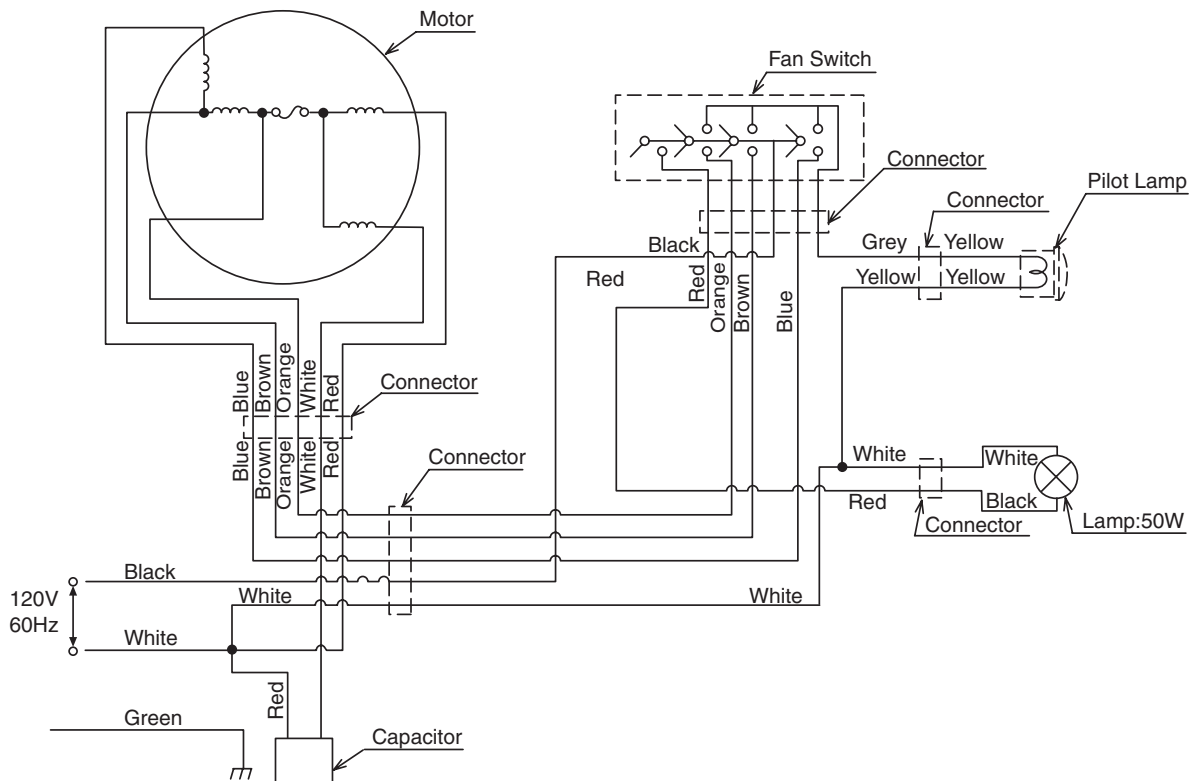 Motor
Fan Switch
Connector
Pilot Lamp
Connector
Black
Grey
Yellow
Red
Red
Orange
Brown
Blue
Yellow
Yellow
Blue
Brown
Orange
White
Red
Connector
Blue
Brown
Orange
White
Red
Connector
White
White
Red
Black
Connector
Lamp:50W
Black
120V
60Hz
White
White
White
Red
Green
Capacitor